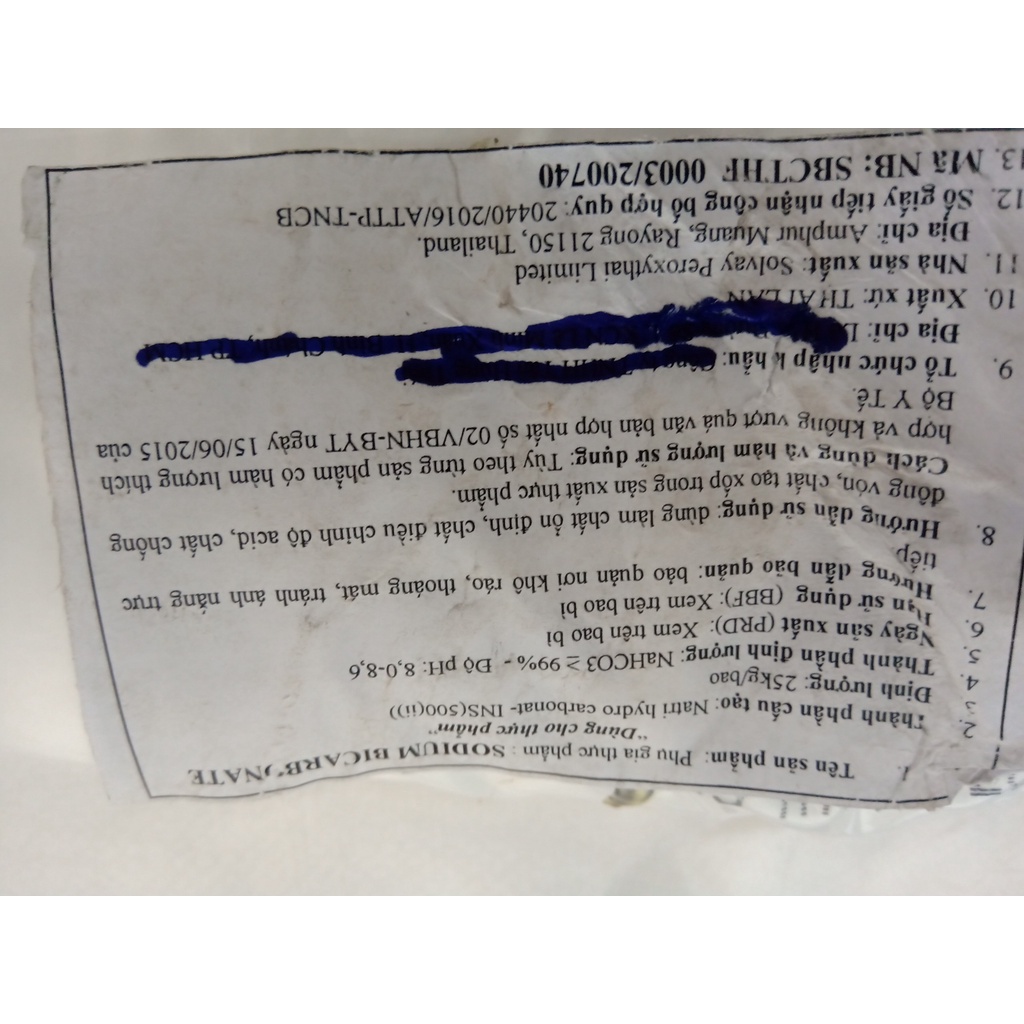 1. Tên sản phẩm: Phụ gia thực phẩm : SODIUM BICARBONATE
"Dùng cho thực phẩm"
2. Thành phần cấu tạo: Natri hydro carbonate- INS(500(ii))
3. Định lượng: 25kg/bao
4. Thành phần định lượng: NaHCO3 ≥ 99% - Độ pH: 8,0-8,6
5. Ngày sản xuất (PRD): Xem trên bao bì
6. Hạn sử dụng (BBF): Xem trên bao bì
7. Hướng dẫn bảo quản: bảo quản nơi khô ráo, thoáng mát, tránh ánh nắng trực
tiếp
8. Hướng dẫn sử dụng: dùng làm chất ổn định, chất điều chỉnh độ acid, chất chống
đông vón, chất tạo xốp trong sản xuất thực phẩm.
Cách dùng và hàm lượng sử dụng: Tùy theo từng sản phẩm có hàm lượng thích
hợp và không vượt quá văn bản hợp nhất số 02/VBHN-BYT ngày 15/06/2015 của
BỘ Y TẾ.
9. Tổ chức nhập khẩu:
Địa chỉ:
10. Xuất xứ: THAILAN
11. Nhà sản xuất: Solvay Peroxythai Limited
Địa chỉ: Amphur Muang, Rayong 21150, Thailand.
12. Số giấy tiếp nhận công bố hợp quy: 20440/2016/ATTP-TNCB
13. Mã NB: SBCTHF 0003/200740